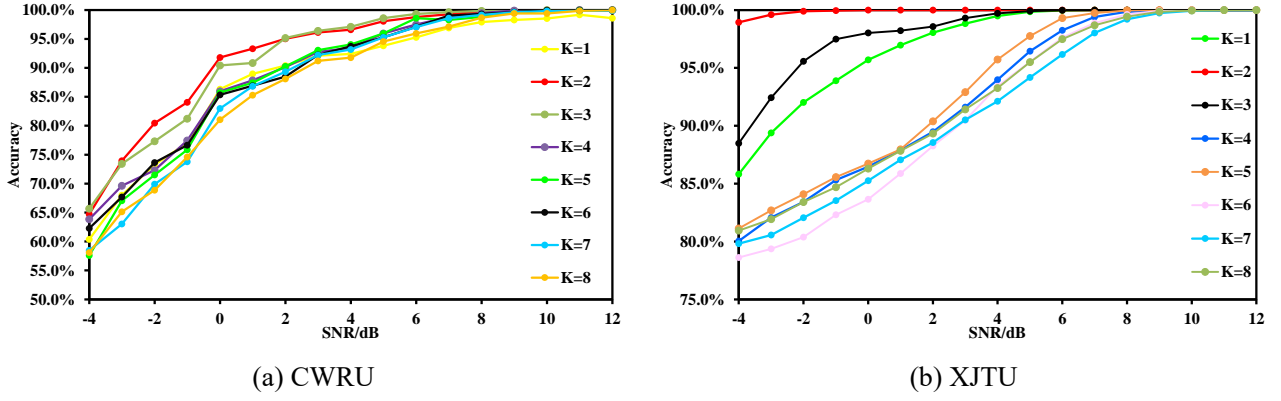 100.0%
95.0%
90.0%
85.0%
80.0%
75.0%
70.0%
65.0%
60.0%
55.0%
50.0%
Accuracy
-4 -2 0 2 4 6 8 10 12
SNR/dB
K=1
K=2
K=3
K=4
K=5
K=6
K=7
K=8
(a) CWRU
100.0%
95.0%
90.0%
85.0%
80.0%
75.0%
Accuracy
-4 -2 0 2 4 6 8 10 12
SNR/dB
K=1
K=2
K=3
K=4
K=5
K=6
K=7
K=8
(b) XJTU